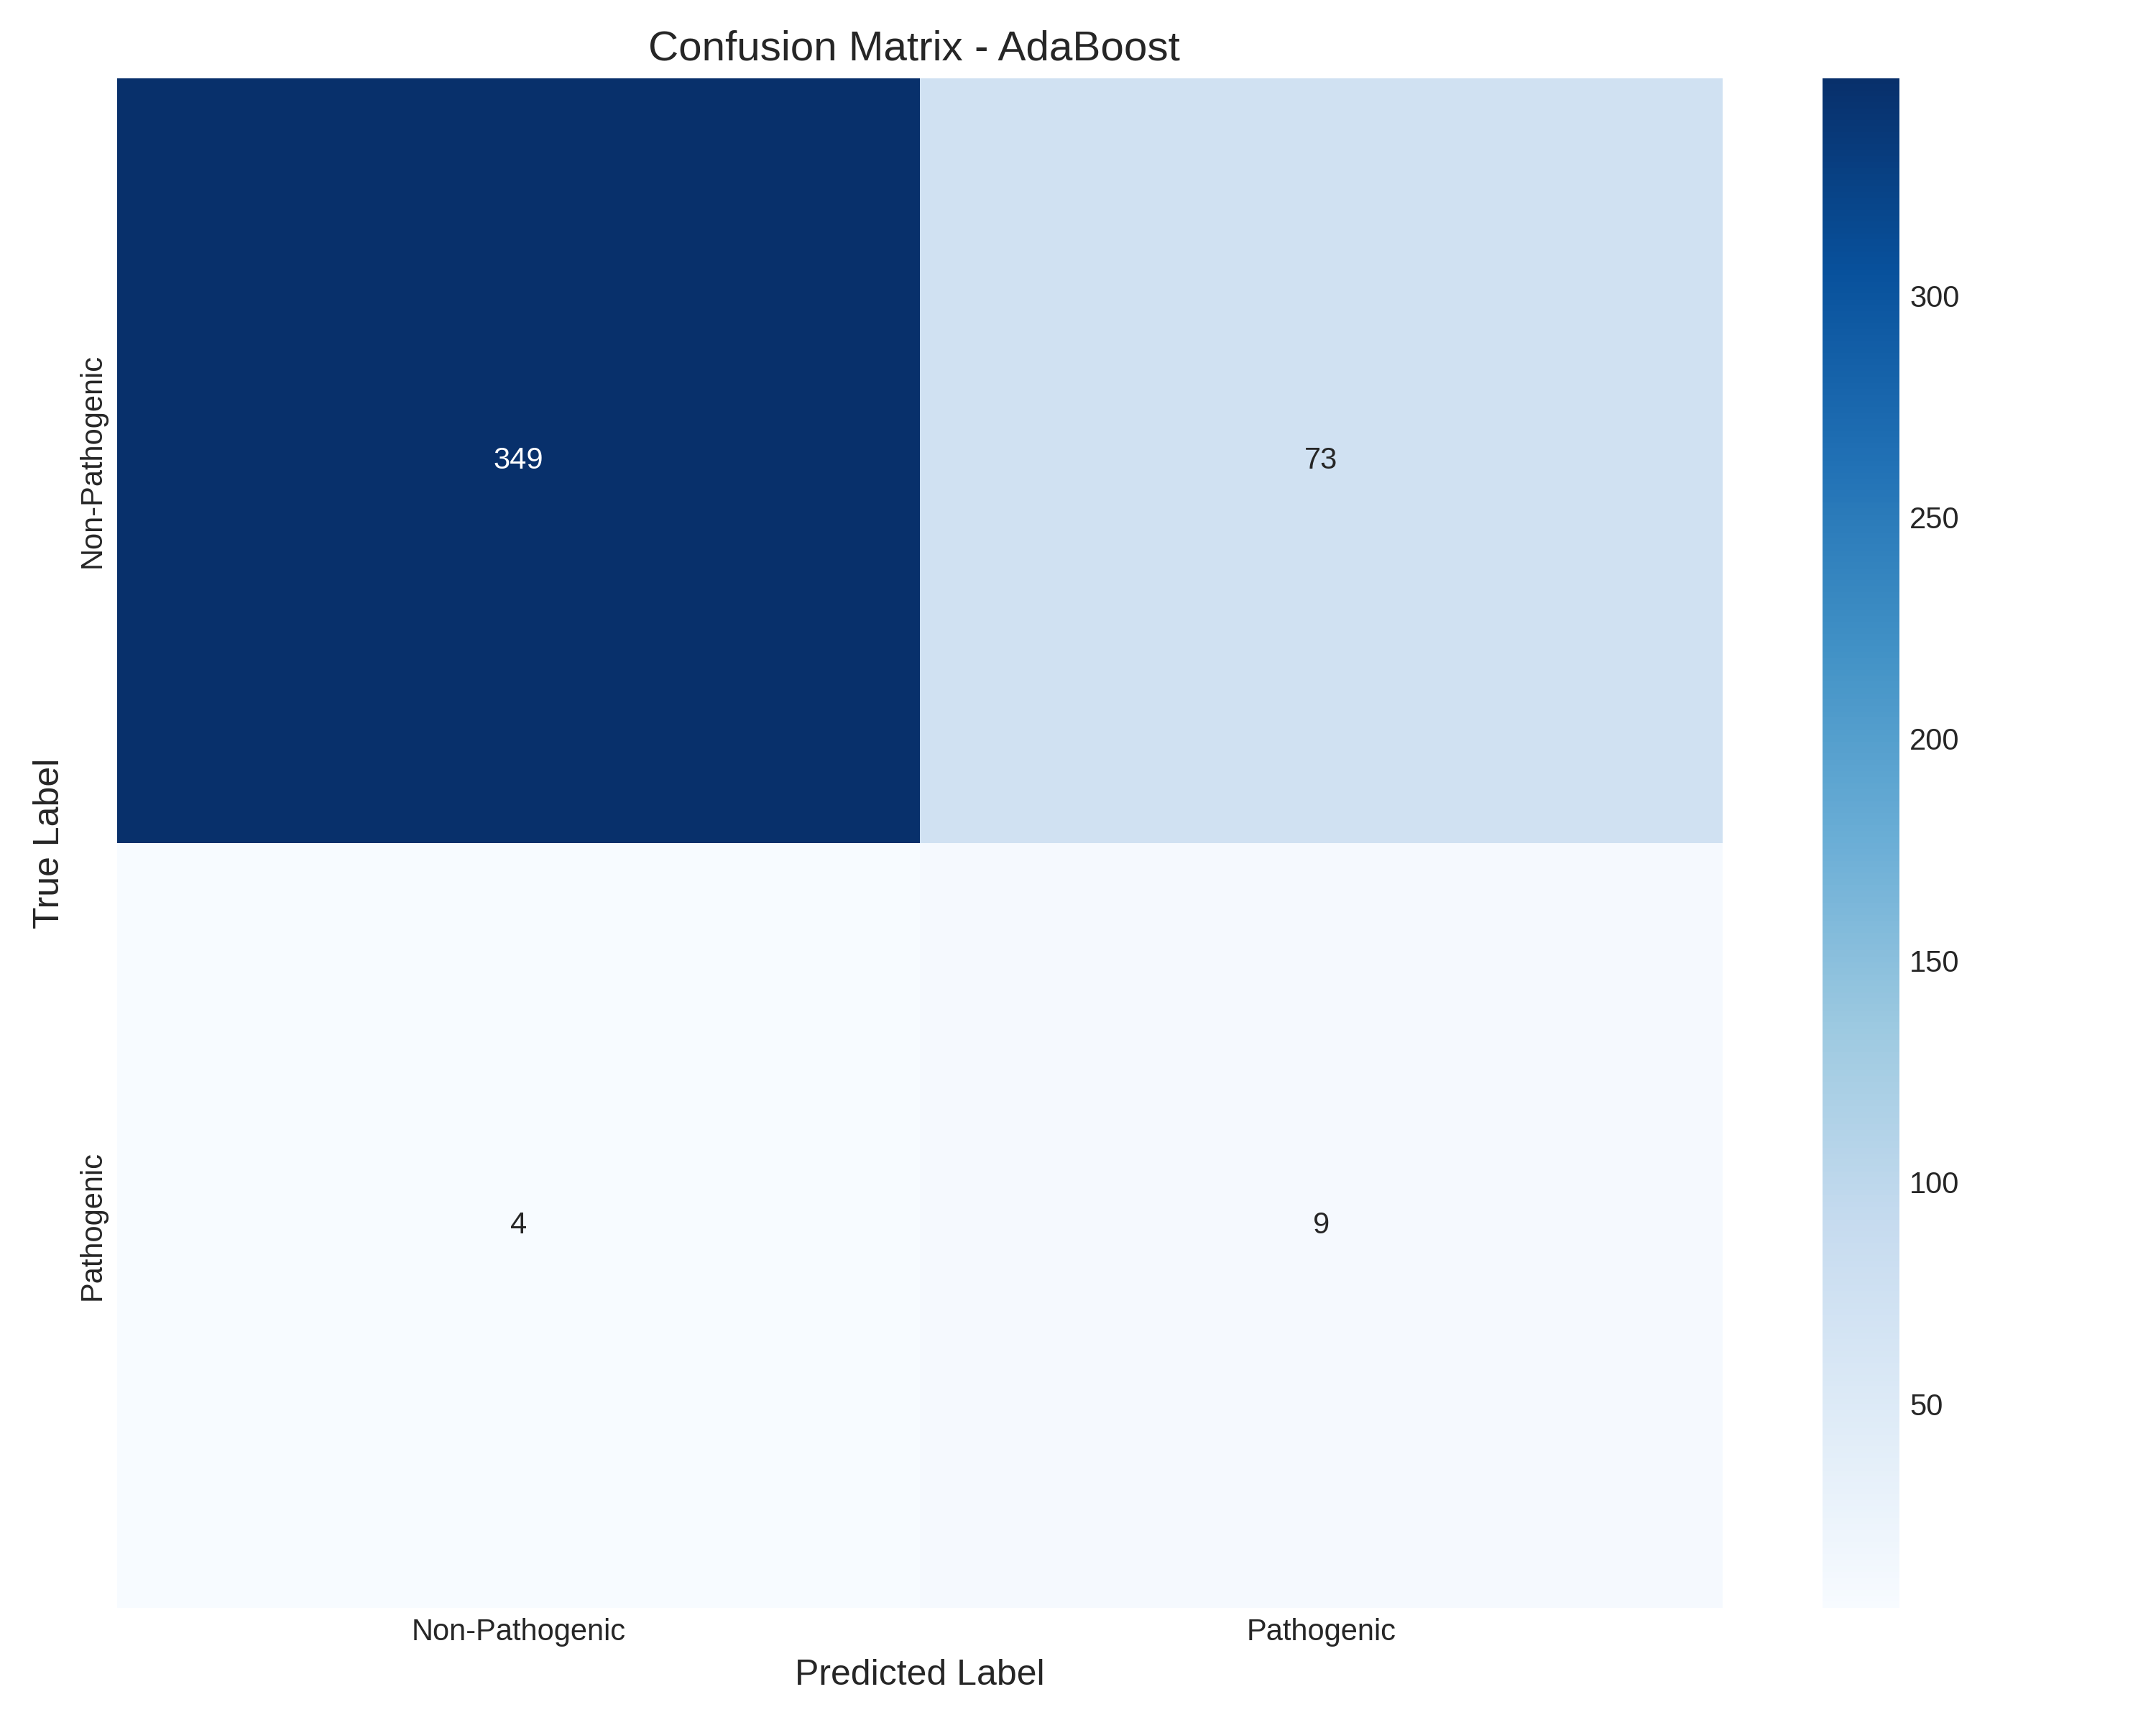 Confusion Matrix - AdaBoost
True Label
Non-Pathogenic
349
73
Pathogenic
4
9
Non-Pathogenic
Pathogenic
Predicted Label
300
250
200
150
100
50